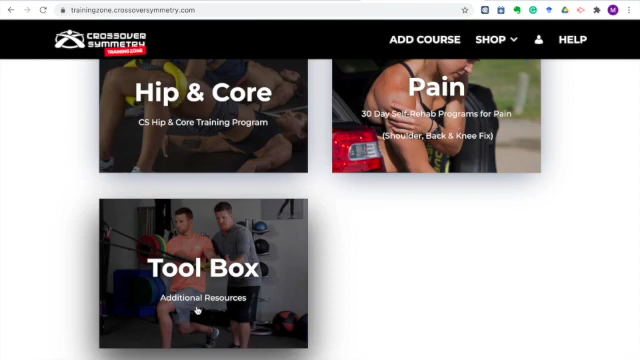 trainingzone.crossoversymmetry.com
M
CROSSOVER
SYMMETRY
TRAINING ZONE
ADD COURSE
SHOP
HELP
Hip & Core
CS Hip & Core Training Program
Pain
30 Day Self-Rehab Programs for Pain
(Shoulder, Back & Knee Fix)
Tool Box
Additional Resources